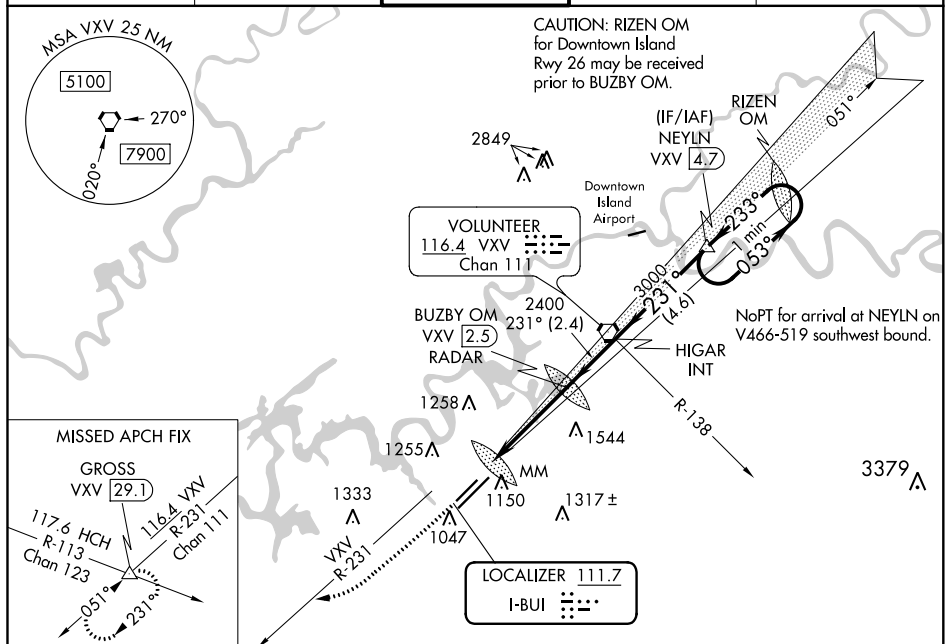 MSA VXV 25 NM
5100
270°
7900
020°
CAUTION: RIZEN OM
for Downtown Island
Rwy 26 may be received
prior to BUZBY OM.
(IF/IAF)
NEYLN
VXV 4.7
RIZEN
OM
051°
2849
Downtown
Island
Airport
233°
1 min
053°
VOLUNTEER
116.4 VXV
Chan 111
3000
231°
(4.6)
NoPT for arrival at NEYLN on
V466-519 southwest bound.
BUZBY OM
VXV 2.5
RADAR
2400
231° (2.4)
HIGAR
INT
R-138
1258
1544
1255
MM
3379
1150
1333
1317 ±
1047
VXV
R-231
LOCALIZER 111.7
I-BUI
MISSED APCH FIX
GROSS
VXV 29.1
116.4 VXV
R-231
Chan 111
117.6 HCH
R-113
Chan 123
051°
231°